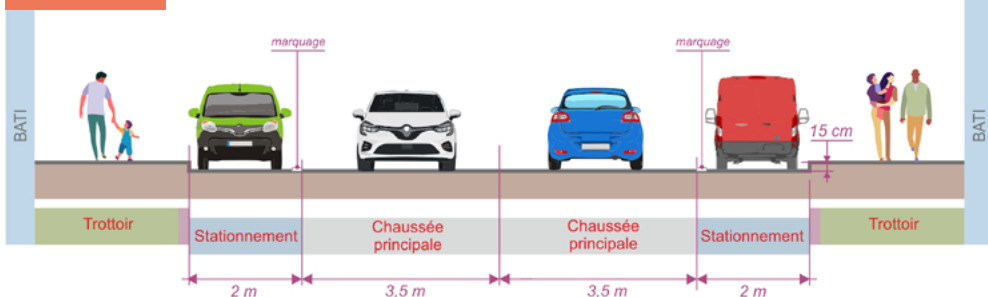 marquage
marquage
BATI
BATI
15 cm
Trottoir
Stationnement
Chaussée
principale
Chaussée
principale
Stationnement
Trottoir
2 m
3,5 m
3,5 m
2 m